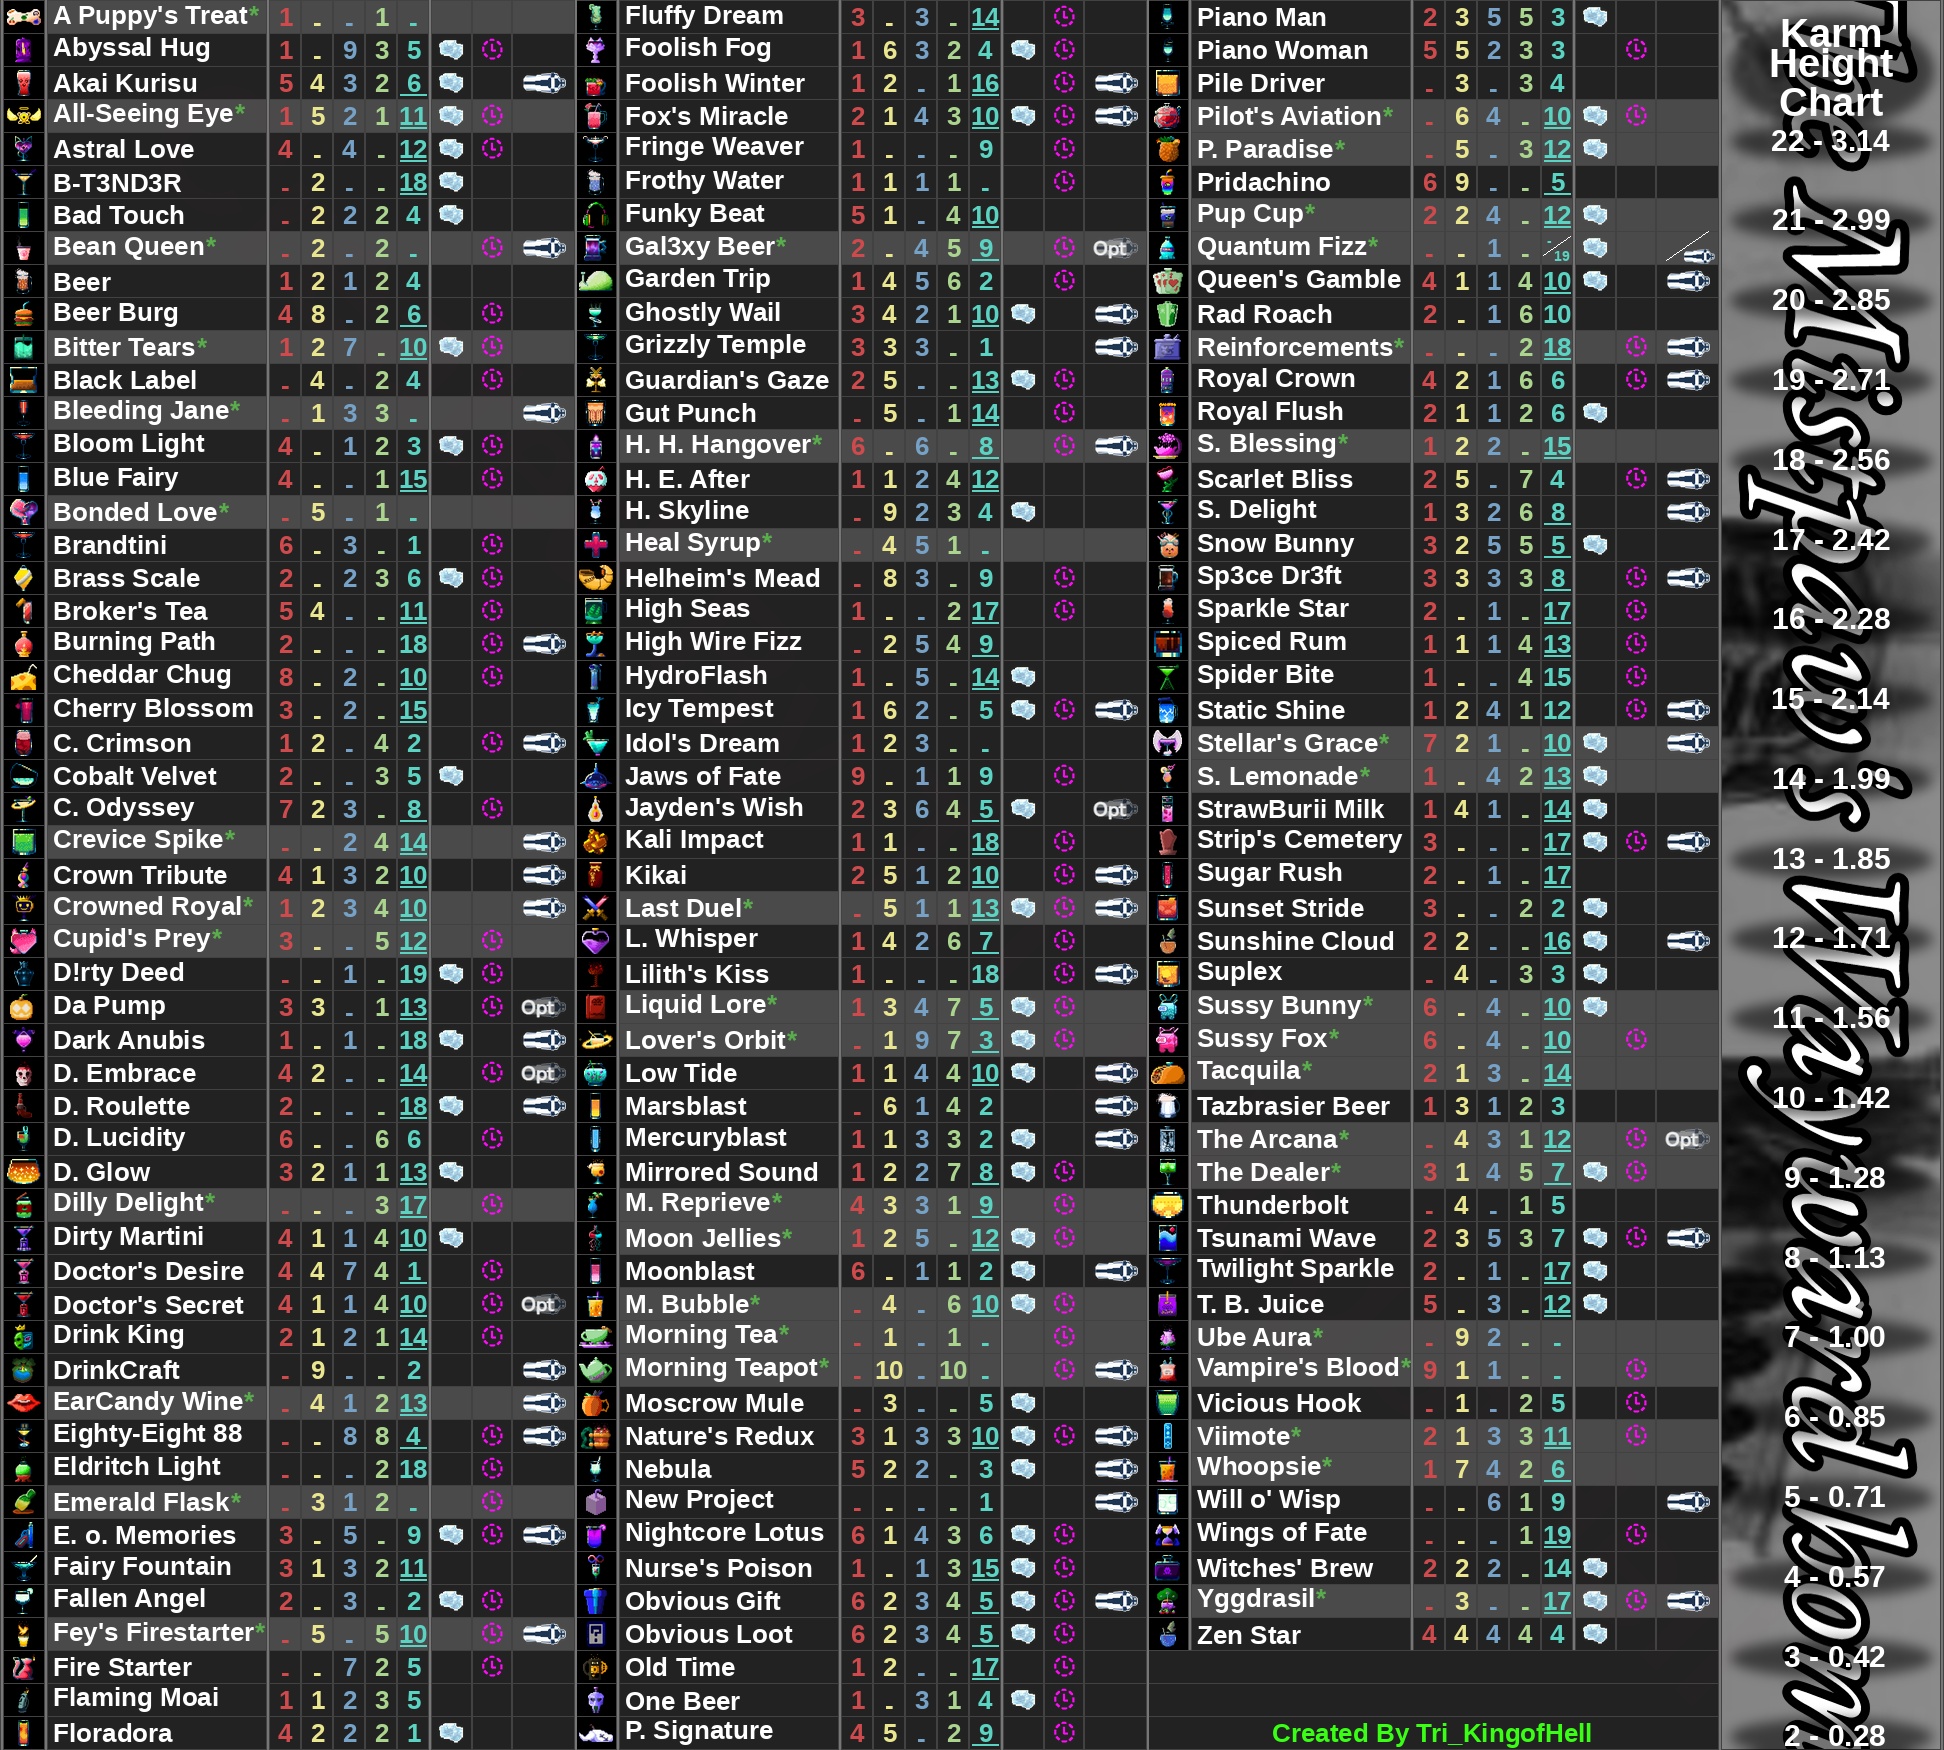 A Puppy's Treat* 1 - - 1 -
Abyssal Hug 1 - 9 3 5
Akai Kurisu 5 4 3 2 6
All-Seeing Eye* 1 5 2 1 11
Astral Love 4 - 4 - 12
B-T3ND3R - 2 - - 18
Bad Touch - 2 2 2 4
Bean Queen* - 2 - 2 -
Beer 1 2 1 2 4
Beer Burg 4 8 - 2 6
Bitter Tears* 1 2 7 - 10
Black Label - 4 - 2 4
Bleeding Jane* - 1 3 3 -
Bloom Light 4 - 1 2 3
Blue Fairy 4 - - 1 15
Bonded Love* - 5 - 1 -
Brandtini 6 - 3 - 1
Brass Scale 2 - 2 3 6
Broker's Tea 5 4 - - 11
Burning Path 2 - - - 18
Cheddar Chug 8 - 2 - 10
Cherry Blossom 3 - 2 - 15
C. Crimson 1 2 - 4 2
Cobalt Velvet 2 - - 3 5
C. Odyssey 7 2 3 - 8
Crevice Spike* - - 2 4 14
Crown Tribute 4 1 3 2 10
Crowned Royal* 1 2 3 4 10
Cupid's Prey* 3 - - 5 12
D!rty Deed - - 1 - 19
Da Pump 3 3 - 1 13 Opt
Dark Anubis 1 - 1 - 18
D. Embrace 4 2 - - 14 Opt
D. Roulette 2 - - - 18
D. Lucidity 6 - - 6 6
D. Glow 3 2 1 1 13
Dilly Delight* - - - 3 17
Dirty Martini 4 1 1 4 10
Doctor's Desire 4 4 7 4 1
Doctor's Secret 4 1 1 4 10 Opt
Drink King 2 1 2 1 14
DrinkCraft - 9 - - 2
EarCandy Wine* - 4 1 2 13
Eighty-Eight 88 - - 8 8 4
Eldritch Light - - - 2 18
Emerald Flask* - 3 1 2 -
E. o. Memories 3 - 5 - 9
Fairy Fountain 3 1 3 2 11
Fallen Angel 2 - 3 - 2
Fey's Firestarter* - 5 - 5 10
Fire Starter - - 7 2 5
Flaming Moai 1 1 2 3 5
Floradora 4 2 2 2 1
Fluffy Dream 3 - 3 - 14
Foolish Fog 1 6 3 2 4
Foolish Winter 1 2 - 1 16
Fox's Miracle 2 1 4 3 10
Fringe Weaver 1 - - - 9
Frothy Water 1 1 1 1 -
Funky Beat 5 1 - 4 10
Gal3xy Beer* 2 - 4 5 9 Opt
Garden Trip 1 4 5 6 2
Ghostly Wail 3 4 2 1 10
Grizzly Temple 3 3 3 - 1
Guardian's Gaze 2 5 - - 13
Gut Punch - 5 - 1 14
H. H. Hangover* 6 - 6 - 8
H. E. After 1 1 2 4 12
H. Skyline - 9 2 3 4
Heal Syrup* - 4 5 1 -
Helheim's Mead - 8 3 - 9
High Seas 1 - - 2 17
High Wire Fizz - 2 5 4 9
HydroFlash 1 - 5 - 14
Icy Tempest 1 6 2 - 5
Idol's Dream 1 2 3 - -
Jaws of Fate 9 - 1 1 9
Jayden's Wish 2 3 6 4 5 Opt
Kali Impact 1 1 - - 18
Kikai 2 5 1 2 10
Last Duel* - 5 1 1 13
L. Whisper 1 4 2 6 7
Lilith's Kiss 1 - - - 18
Liquid Lore* 1 3 4 7 5
Lover's Orbit* - 1 9 7 3
Low Tide 1 1 4 4 10
Marsblast - 6 1 4 2
Mercuryblast 1 1 3 3 2
Mirrored Sound 1 2 2 7 8
M. Reprieve* 4 3 3 1 9
Moon Jellies* 1 2 5 - 12
Moonblast 6 - 1 1 2
M. Bubble* - 4 - 6 10
Morning Tea* - 1 - 1 -
Morning Teapot* - 10 - 10 -
Moscrow Mule - 3 - - 5
Nature's Redux 3 1 3 3 10
Nebula 5 2 2 - 3
New Project - - - - 1
Nightcore Lotus 6 1 4 3 6
Nurse's Poison 1 - 1 3 15
Obvious Gift 6 2 3 4 5
Obvious Loot 6 2 3 4 5
Old Time 1 2 - - 17
One Beer 1 - 3 1 4
P. Signature 4 5 - 2 9
Piano Man 2 3 5 5 3
Piano Woman 5 5 2 3 3
Pile Driver - 3 - 3 4
Pilot's Aviation* - 6 4 - 10
P. Paradise* - 5 - 3 12
Pridachino 6 9 - - 5
Pup Cup* 2 2 4 - 12
Quantum Fizz* - - 1 - -/19
Queen's Gamble 4 1 1 4 10
Rad Roach 2 - 1 6 10
Reinforcements* - - - 2 18
Royal Crown 4 2 1 6 6
Royal Flush 2 1 1 2 6
S. Blessing* 1 2 2 - 15
Scarlet Bliss 2 5 - 7 4
S. Delight 1 3 2 6 8
Snow Bunny 3 2 5 5 5
Sp3ce Dr3ft 3 3 3 3 8
Sparkle Star 2 - 1 - 17
Spiced Rum 1 1 1 4 13
Spider Bite 1 - - 4 15
Static Shine 1 2 4 1 12
Stellar's Grace* 7 2 1 - 10
S. Lemonade* 1 - 4 2 13
StrawBurii Milk 1 4 1 - 14
Strip's Cemetery 3 - - - 17
Sugar Rush 2 - 1 - 17
Sunset Stride 3 - - 2 2
Sunshine Cloud 2 2 - - 16
Suplex - 4 - 3 3
Sussy Bunny* 6 - 4 - 10
Sussy Fox* 6 - 4 - 10
Tacquila* 2 1 3 - 14
Tazbrasier Beer 1 3 1 2 3
The Arcana* - 4 3 1 12 Opt
The Dealer* 3 1 4 5 7
Thunderbolt - 4 - 1 5
Tsunami Wave 2 3 5 3 7
Twilight Sparkle 2 - 1 - 17
T. B. Juice 5 - 3 - 12
Ube Aura* - 9 2 - -
Vampire's Blood* 9 1 1 - -
Vicious Hook - 1 - 2 5
Viimote* 2 1 3 3 11
Whoopsie* 1 7 4 2 6
Will o' Wisp - - 6 1 9
Wings of Fate - - - 1 19
Witches' Brew 2 2 2 - 14
Yggdrasil* - 3 - - 17
Zen Star 4 4 4 4 4
Created By Tri_KingofHell
Karm
Height
Chart
22 - 3.14
21 - 2.99
20 - 2.85
19 - 2.71
18 - 2.56
17 - 2.42
16 - 2.28
15 - 2.14
14 - 1.99
13 - 1.85
12 - 1.71
11 - 1.56
10 - 1.42
9 - 1.28
8 - 1.13
7 - 1.00
6 - 0.85
5 - 0.71
4 - 0.57
3 - 0.42
2 - 0.28